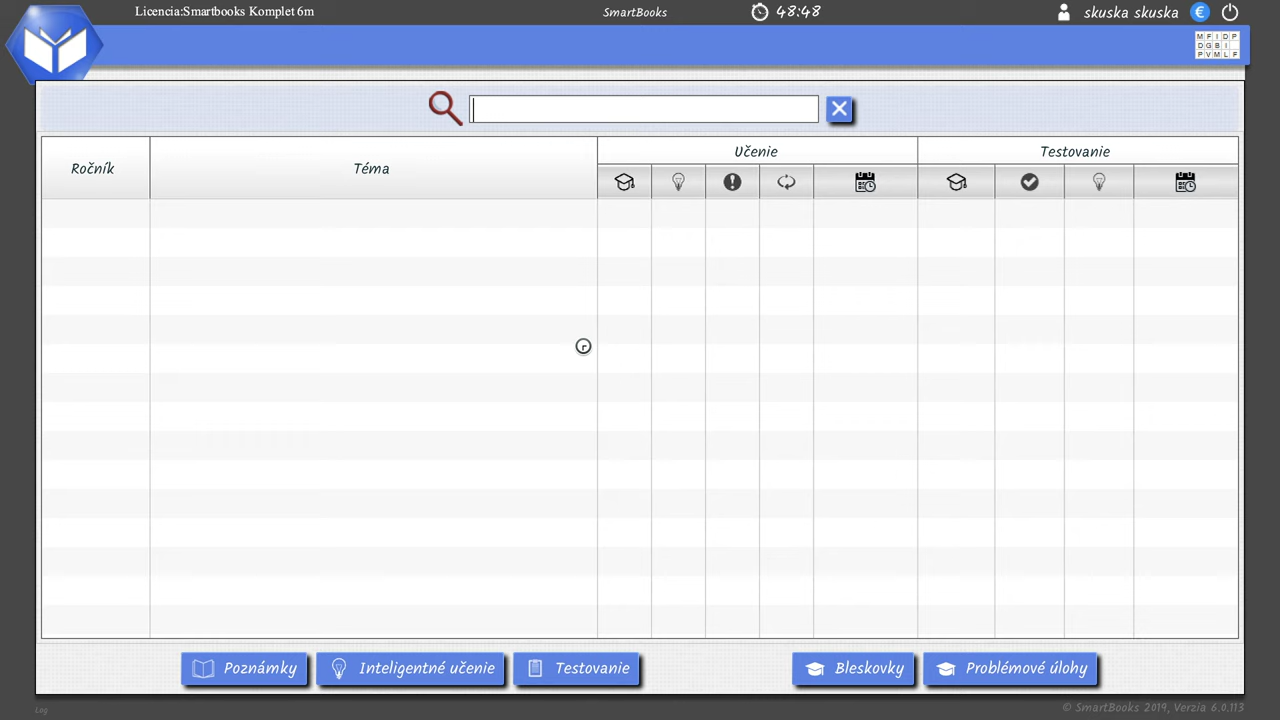 Licencia:Smartbooks Komplet 6m
SmartBooks
48:48
skuska skuska
€
M F I D P
D G B I
P V M L F
Ročník
Téma
Učenie
Testovanie
Poznámky
Inteligentné učenie
Testovanie
Bleskovky
Problémové úlohy
Log
© SmartBooks 2019, Verzia 6.0.113